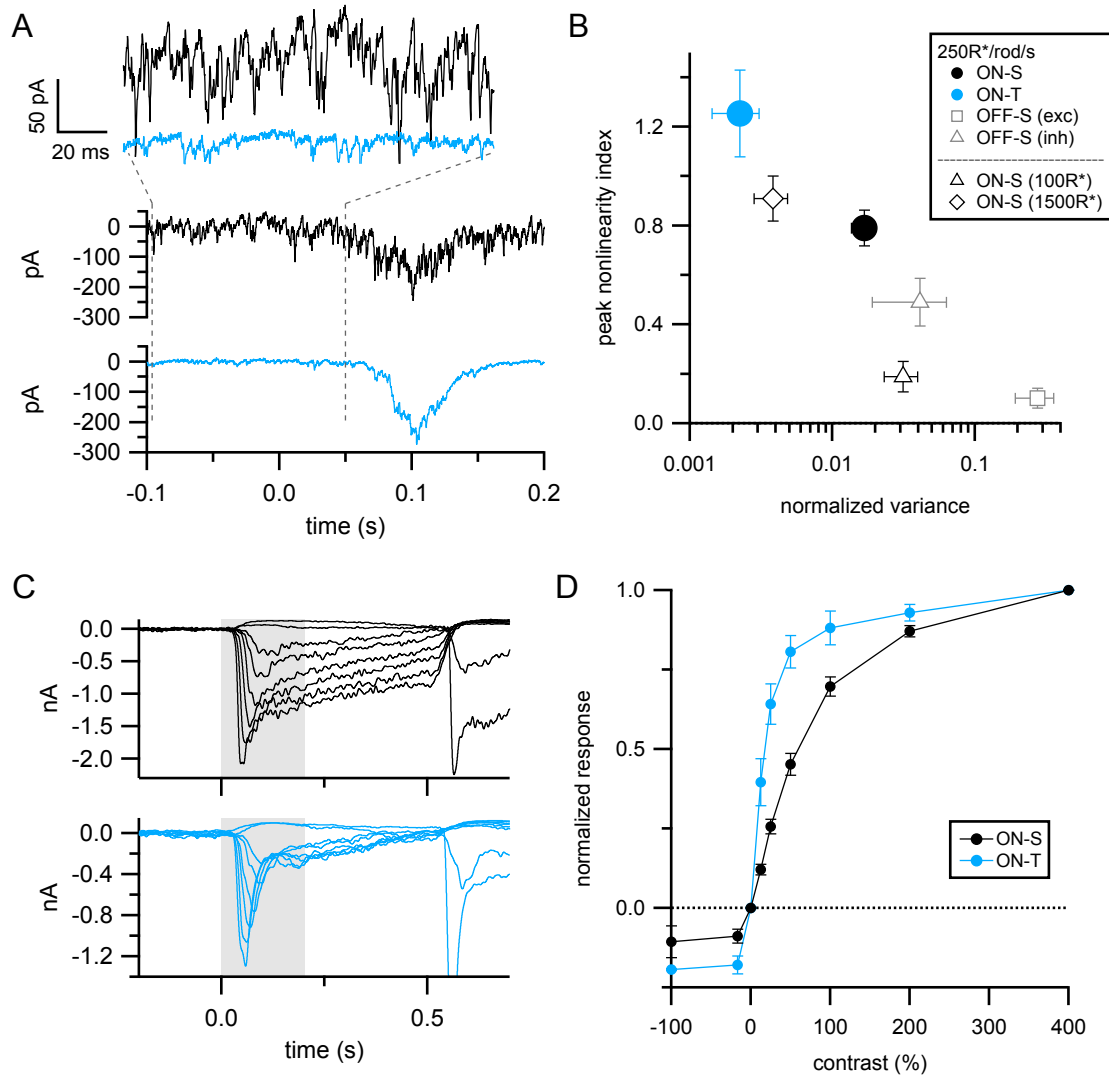 A
50 pA
20 ms
0
-100
-200
-300
pA
0
-100
-200
-300
pA
-0.1
0.0
0.1
0.2
time (s)
B
1.2
0.8
0.4
0.0
peak nonlinearity index
0.001
0.01
0.1
normalized variance
250R*/rod/s
ON-S
ON-T
OFF-S (exc)
OFF-S (inh)
ON-S (100R*)
ON-S (1500R*)
C
0.0
-0.5
-1.0
-1.5
-2.0
nA
0.0
-0.4
-0.8
-1.2
nA
0.0
0.5
time (s)
D
1.0
0.5
0.0
normalized response
ON-S
ON-T
-100
0
100
200
300
400
contrast (%)